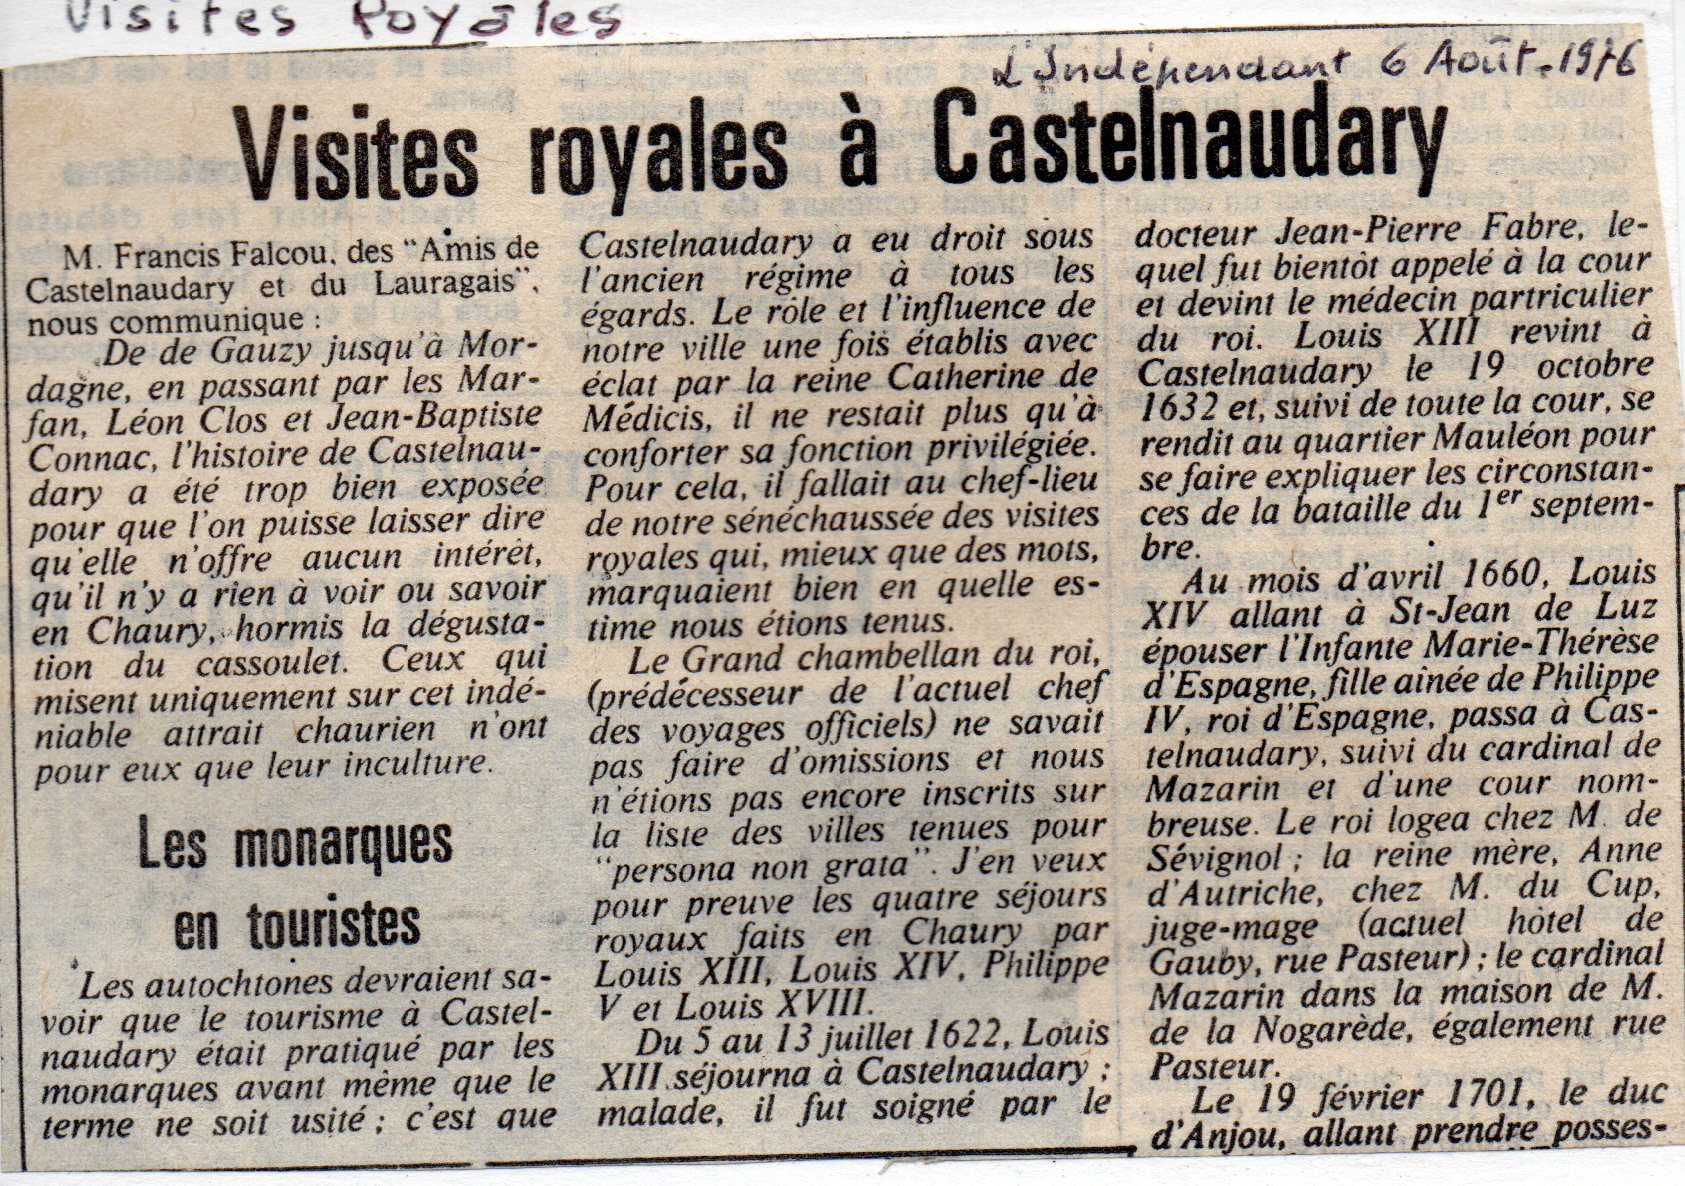 Visites Royales
L'Indépendant 6 Août. 1976
Visites royales à Castelnaudary
M. Francis Falcou, des "Amis de
Castelnaudary et du Lauragais",
nous communique :
De de Gauzy jusqu'à Mor-
dagne, en passant par les Mar-
fan, Léon Clos et Jean-Baptiste
Connac, l'histoire de Castelnau-
dary a été trop bien exposée
pour que l'on puisse laisser dire
qu'elle n'offre aucun intérêt,
qu'il n'y a rien à voir ou savoir
en Chaury, hormis la dégusta-
tion du cassoulet. Ceux qui
misent uniquement sur cet indé-
niable attrait chaurien n'ont
pour eux que leur inculture.
Les monarques
en touristes
Les autochtones devraient sa-
voir que le tourisme à Castel-
naudary était pratiqué par les
monarques avant même que le
terme ne soit usité ; c'est que
Castelnaudary a eu droit sous
l'ancien régime à tous les
égards. Le rôle et l'influence de
notre ville une fois établis avec
éclat par la reine Catherine de
Médicis, il ne restait plus qu'à
conforter sa fonction privilégiée.
Pour cela, il fallait au chef-lieu
de notre sénéchaussée des visites
royales qui, mieux que des mots,
marquaient bien en quelle es-
time nous étions tenus.
Le Grand chambellan du roi,
(prédécesseur de l'actuel chef
des voyages officiels) ne savait
pas faire d'omissions et nous
n'étions pas encore inscrits sur
la liste des villes tenues pour
"persona non grata". J'en veux
pour preuve les quatre séjours
royaux faits en Chaury par
Louis XIII, Louis XIV, Philippe
V et Louis XVIII.
Du 5 au 13 juillet 1622, Louis
XIII séjourna à Castelnaudary ;
malade, il fut soigné par le
docteur Jean-Pierre Fabre, le-
quel fut bientôt appelé à la cour
et devint le médecin partriculier
du roi. Louis XIII revint à
Castelnaudary le 19 octobre
1632 et, suivi de toute la cour, se
rendit au quartier Mauléon pour
se faire expliquer les circonstan-
ces de la bataille du 1er septem-
bre.
Au mois d'avril 1660, Louis
XIV allant à St-Jean de Luz
épouser l'Infante Marie-Thérèse
d'Espagne, fille aînée de Philippe
IV, roi d'Espagne, passa à Cas-
telnaudary, suivi du cardinal de
Mazarin et d'une cour nom-
breuse. Le roi logea chez M. de
Sévignol ; la reine mère, Anne
d'Autriche, chez M. du Cup,
juge-mage (actuel hôtel de
Gauby, rue Pasteur) ; le cardinal
Mazarin dans la maison de M.
de la Nogarède, également rue
Pasteur.
Le 19 février 1701, le duc
d'Anjou, allant prendre posses-